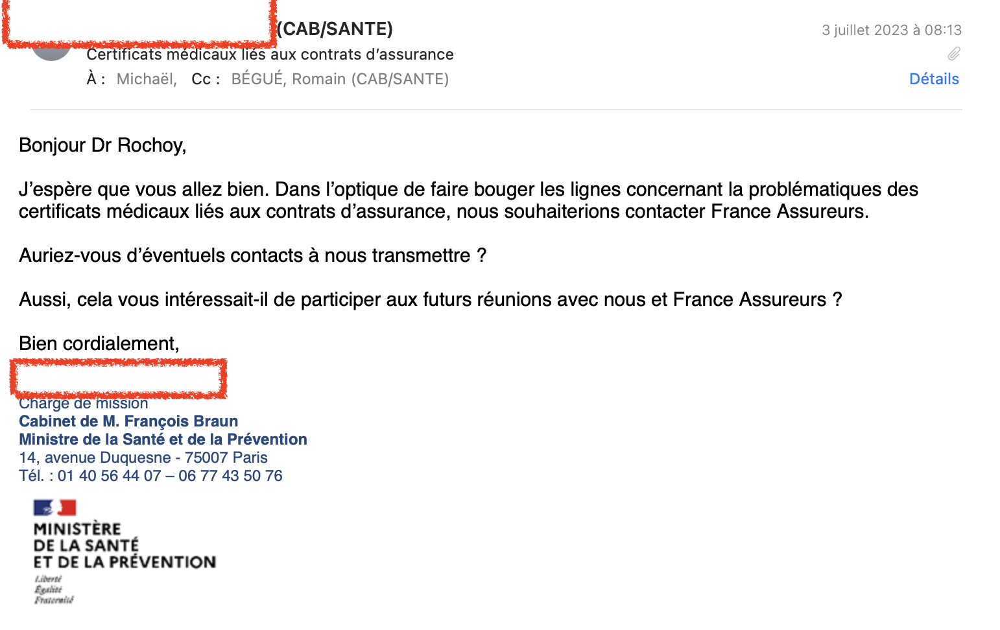 (CAB/SANTE)
3 juillet 2023 à 08:13
Certificats médicaux liés aux contrats d’assurance
À : Michaël, Cc : BÉGUÉ, Romain (CAB/SANTE)
Détails
Bonjour Dr Rochoy,
J’espère que vous allez bien. Dans l’optique de faire bouger les lignes concernant la problématiques des
certificats médicaux liés aux contrats d’assurance, nous souhaiterions contacter France Assureurs.
Auriez-vous d’éventuels contacts à nous transmettre ?
Aussi, cela vous intéressait-il de participer aux futurs réunions avec nous et France Assureurs ?
Bien cordialement,
Chargé de mission
Cabinet de M. François Braun
Ministre de la Santé et de la Prévention
14, avenue Duquesne - 75007 Paris
Tél. : 01 40 56 44 07 – 06 77 43 50 76
MINISTÈRE
DE LA SANTÉ
ET DE LA PRÉVENTION
Liberté
Égalité
Fraternité